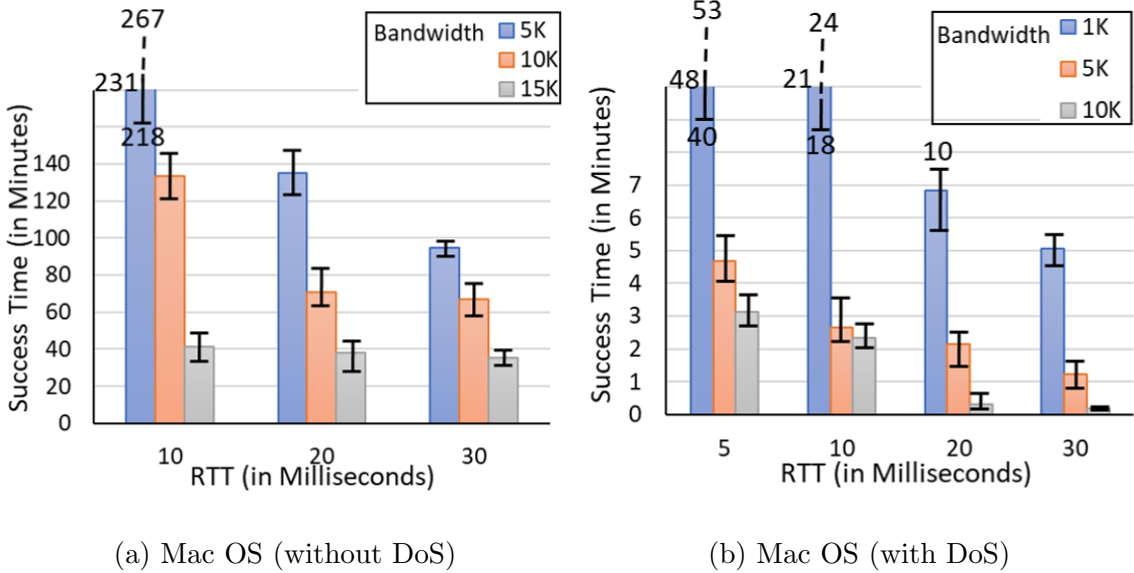 267
231
218
Bandwidth
5K
10K
15K
Success Time (in Minutes)
140
120
100
80
60
40
20
0
10
20
30
RTT (in Milliseconds)
(a) Mac OS (without DoS)
53
48
40
24
21
18
10
Bandwidth
1K
5K
10K
Success Time (in Minutes)
7
6
5
4
3
2
1
0
5
10
20
30
RTT (in Milliseconds)
(b) Mac OS (with DoS)